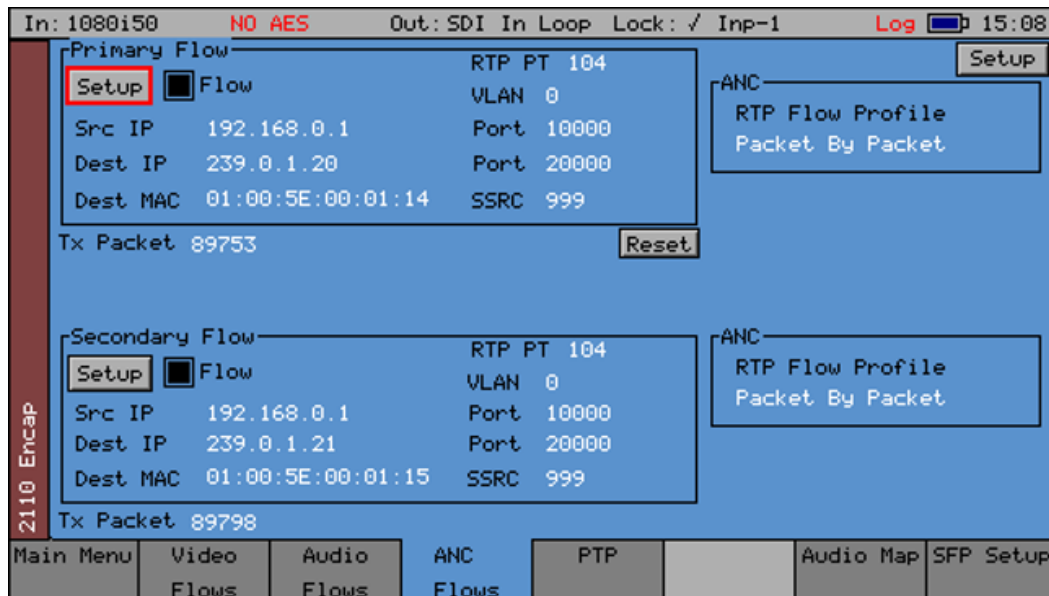 In: 1080i50 NO AES Out: SDI In Loop Lock: √ Inp-1 Log 15:08
Setup
Primary Flow
Setup Flow RTP PT 104
VLAN 0
Src IP 192.168.0.1 Port 10000
Dest IP 239.0.1.20 Port 20000
Dest MAC 01:00:5E:00:01:14 SSRC 999
ANC
RTP Flow Profile
Packet By Packet
Tx Packet 89753 Reset
Secondary Flow
Setup Flow RTP PT 104
VLAN 0
Src IP 192.168.0.1 Port 10000
Dest IP 239.0.1.21 Port 20000
Dest MAC 01:00:5E:00:01:15 SSRC 999
ANC
RTP Flow Profile
Packet By Packet
Tx Packet 89798
2110 Encap
Main Menu Video Flows Audio Flows ANC Flows PTP Audio Map SFP Setup